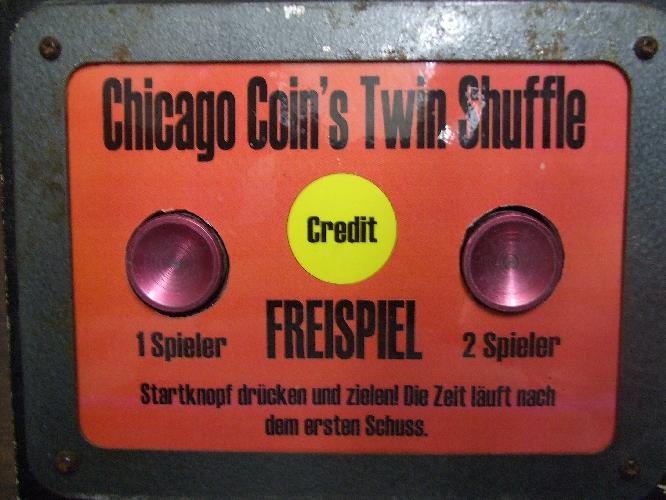 Chicago Coin's Twin Shuffle
Credit
FREISPIEL
1 Spieler
2 Spieler
Startknopf drücken und zielen! Die Zeit läuft nach
dem ersten Schuss.